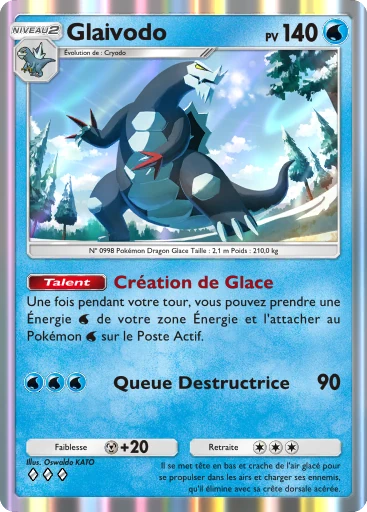 NIVEAU2 Glaivodo PV 140
Évolution de : Cryodo
N° 0998 Pokémon Dragon Glace Taille : 2,1 m Poids : 210,0 kg
Talent Création de Glace
Une fois pendant votre tour, vous pouvez prendre une
Énergie de votre zone Énergie et l'attacher au
Pokémon sur le Poste Actif.
Queue Destructrice 90
Faiblesse +20 Retraite
Illus. Oswaldo KATO
Il se met tête en bas et crache de l'air glacé pour
se propulser dans les airs et charger ses ennemis,
qu'il élimine avec sa crête dorsale acérée.